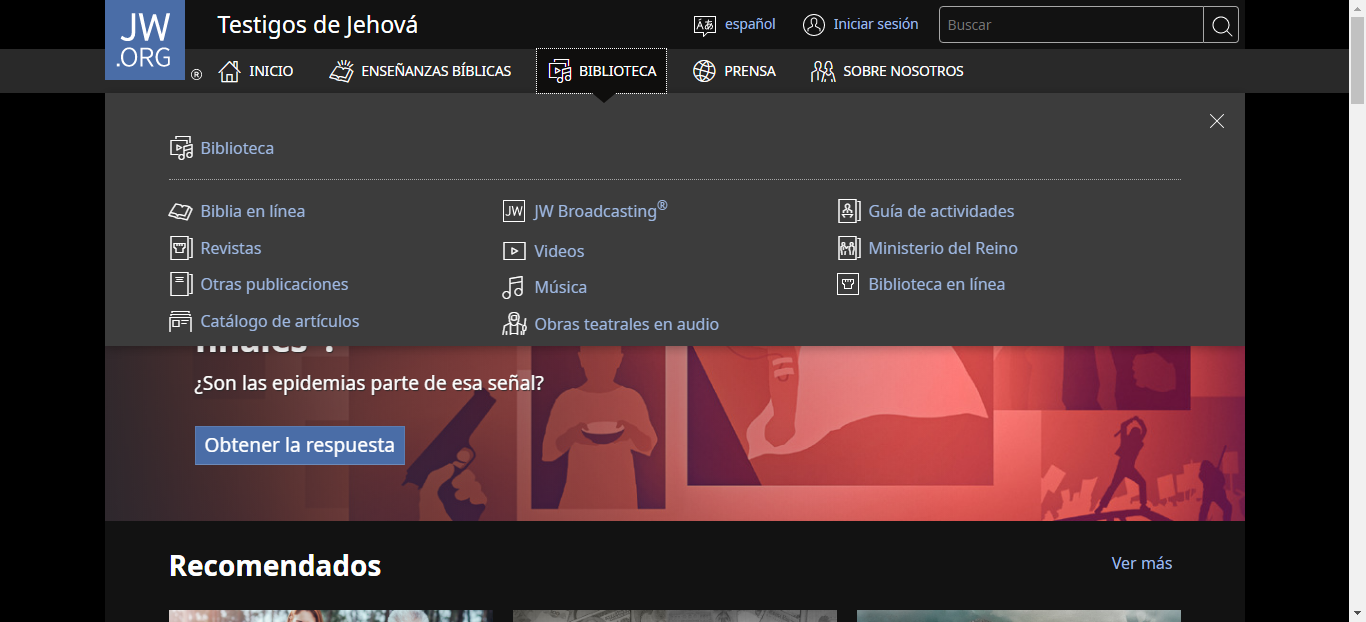 JW
.ORG
®
Testigos de Jehová
español
Iniciar sesión
Buscar
INICIO
ENSEÑANZAS BÍBLICAS
BIBLIOTECA
PRENSA
SOBRE NOSOTROS
Biblioteca
Biblia en línea
Revistas
Otras publicaciones
Catálogo de artículos
JW Broadcasting®
Videos
Música
Obras teatrales en audio
Guía de actividades
Ministerio del Reino
Biblioteca en línea
¿Son las epidemias parte de esa señal?
Obtener la respuesta
Recomendados
Ver más